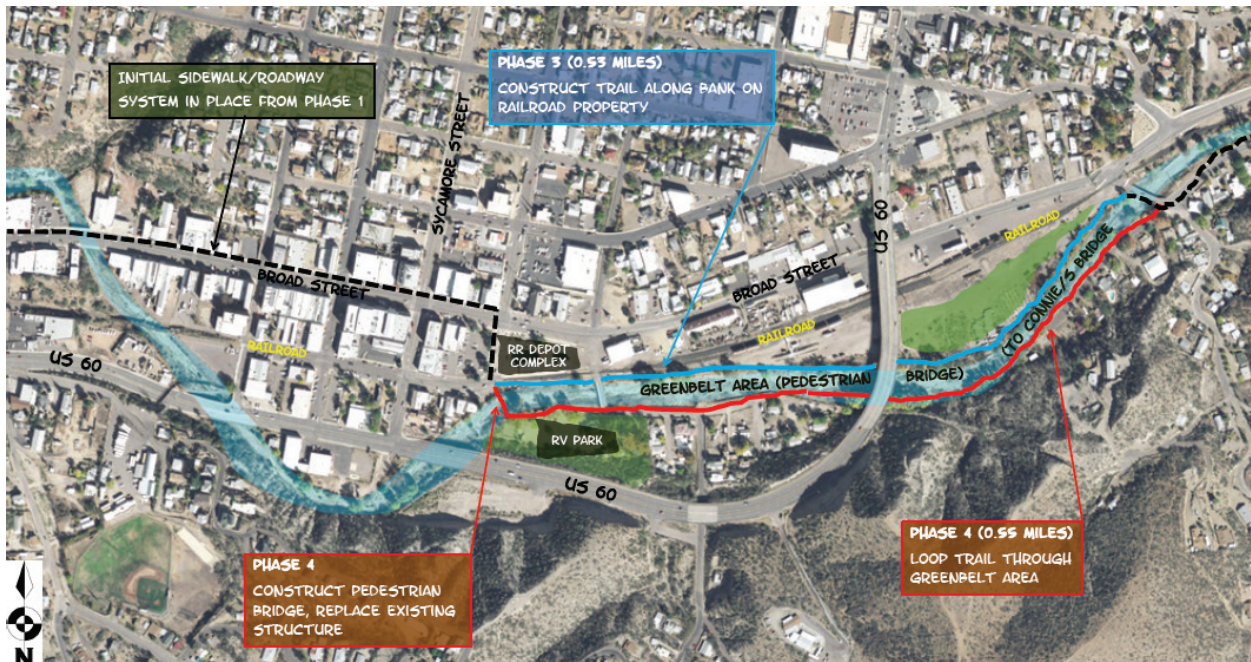 INITIAL SIDEWALK/ROADWAY
SYSTEM IN PLACE FROM PHASE 1
PHASE 3 (0.53 MILES)
CONSTRUCT TRAIL ALONG BANK ON
RAILROAD PROPERTY
SYCAMORE STREET
US 60
RAILROAD
BROAD STREET
BROAD STREET
RAILROAD
RAILROAD
US 60
RR DEPOT
COMPLEX
GREENBELT AREA (PEDESTRIAN BRIDGE)
(TO CONNIE/'S BRIDGE
RV PARK
US 60
PHASE 4 (0.55 MILES)
LOOP TRAIL THROUGH
GREENBELT AREA
PHASE 4
CONSTRUCT PEDESTRIAN
BRIDGE, REPLACE EXISTING
STRUCTURE
N